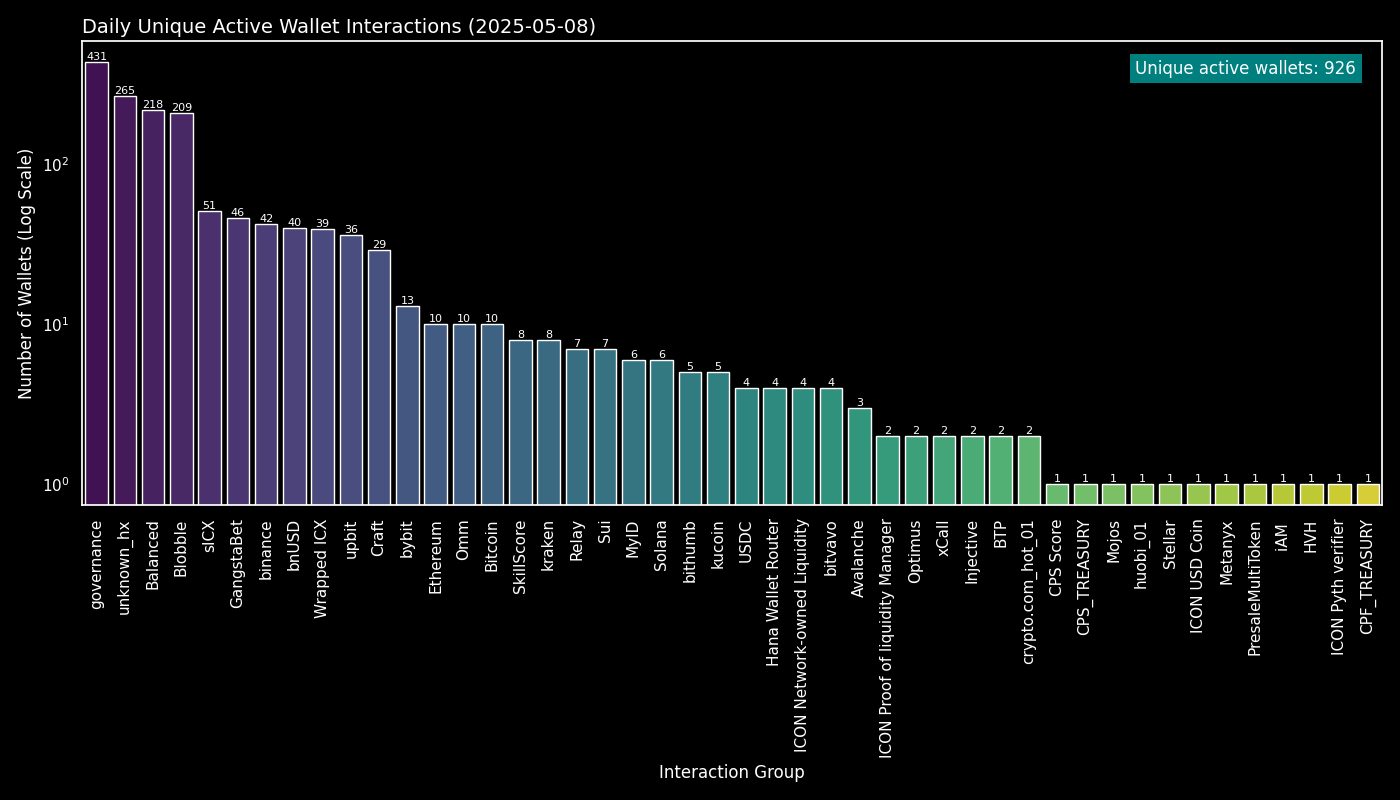 Daily Unique Active Wallet Interactions (2025-05-08)
Unique active wallets: 926
Number of Wallets (Log Scale)
10²
10¹
10⁰
431
265
218
209
51
46
42
40
39
36
29
13
10
10
10
8
8
7
7
6
6
5
5
4
4
4
4
3
2
2
2
2
2
2
1
1
1
1
1
1
1
1
1
1
1
1
governance
unknown_hx
Balanced
Blobble
sICX
GangstaBet
binance
bnUSD
Wrapped ICX
upbit
Craft
bybit
Ethereum
Omm
Bitcoin
SkillScore
kraken
Relay
Sui
MyID
Solana
bithumb
kucoin
USDC
Hana Wallet Router
ICON Network-owned Liquidity
bitvavo
Avalanche
ICON Proof of liquidity Manager
Optimus
xCall
Injective
BTP
crypto.com_hot_01
CPS Score
CPS_TREASURY
Mojos
huobi_01
Stellar
ICON USD Coin
Metanyx
PresaleMultiToken
iAM
HVH
ICON Pyth verifier
CPF_TREASURY
Interaction Group